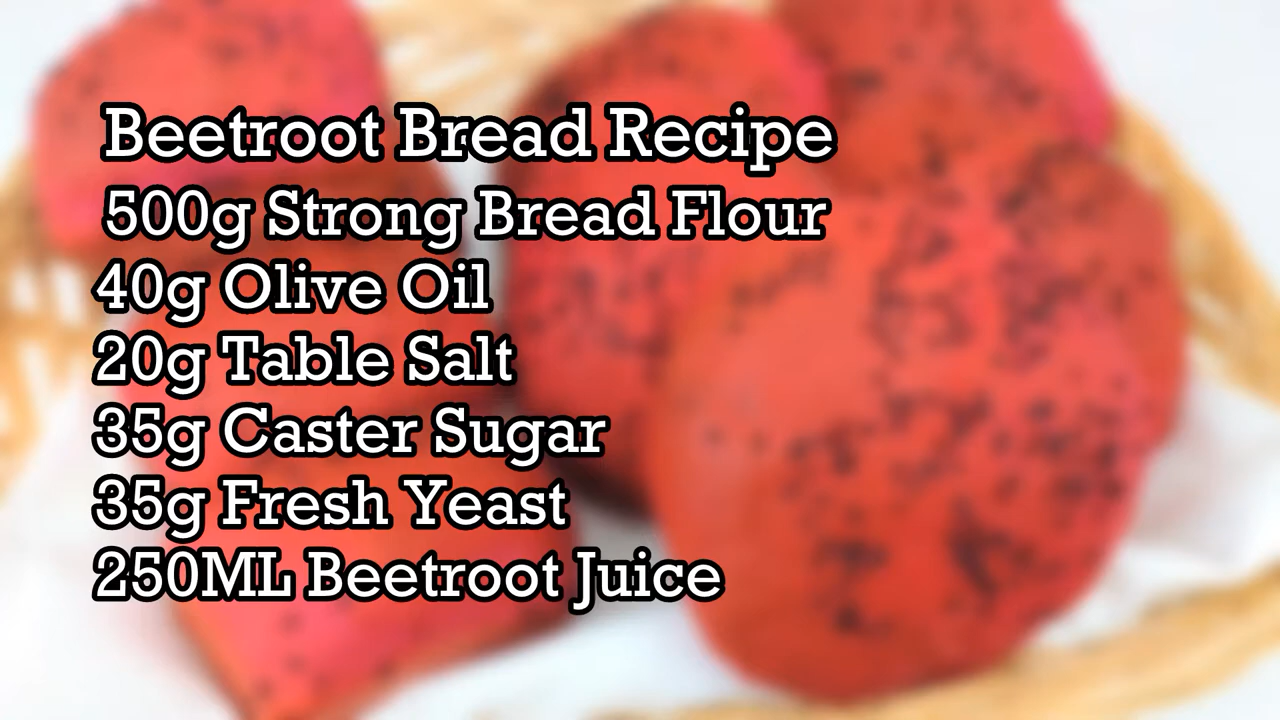 Beetroot Bread Recipe
500g Strong Bread Flour
40g Olive Oil
20g Table Salt
35g Caster Sugar
35g Fresh Yeast
250ML Beetroot Juice